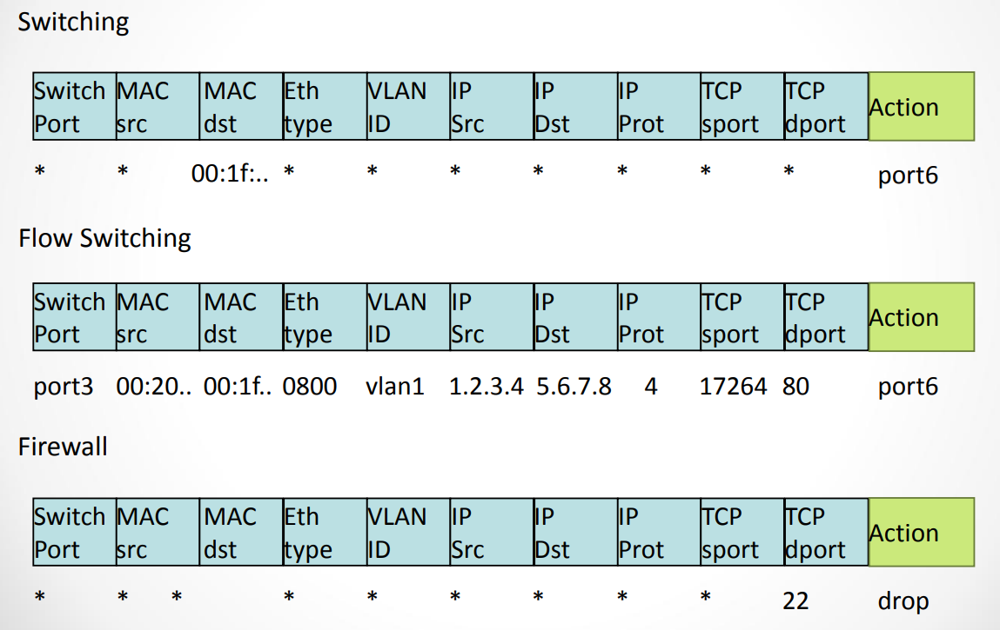 Switching
Switch MAC MAC Eth VLAN IP IP IP TCP TCP Action
Port src dst type ID Src Dst Prot sport dport
* * 00:1f:.. * * * * * * * port6
Flow Switching
Switch MAC MAC Eth VLAN IP IP IP TCP TCP Action
Port src dst type ID Src Dst Prot sport dport
port3 00:20.. 00:1f.. 0800 vlan1 1.2.3.4 5.6.7.8 4 17264 80 port6
Firewall
Switch MAC MAC Eth VLAN IP IP IP TCP TCP Action
Port src dst type ID Src Dst Prot sport dport
* * * * * * * * * 22 drop